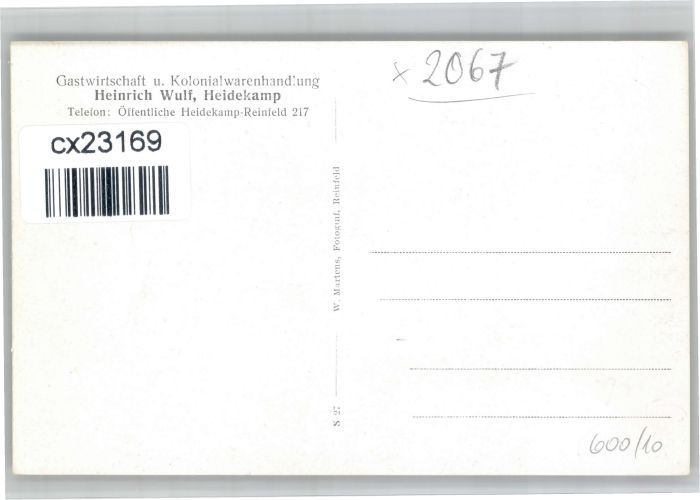 Gastwirtschaft u. Kolonialwarenhandlung
Heinrich Wulf, Heidekamp
Telefon: Öffentliche Heidekamp-Reinfeld 217
cx23169
x 2067
W. Martens, Fotograf, Reinfeld
S 27
600/10